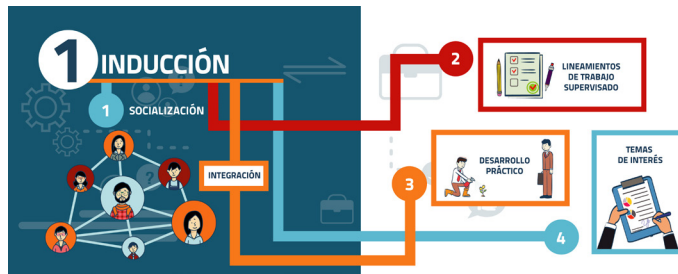 1 INDUCCIÓN
1 SOCIALIZACIÓN
INTEGRACIÓN
2
LINEAMIENTOS
DE TRABAJO
SUPERVISADO
3
DESARROLLO
PRÁCTICO
4
TEMAS
DE INTERÉS